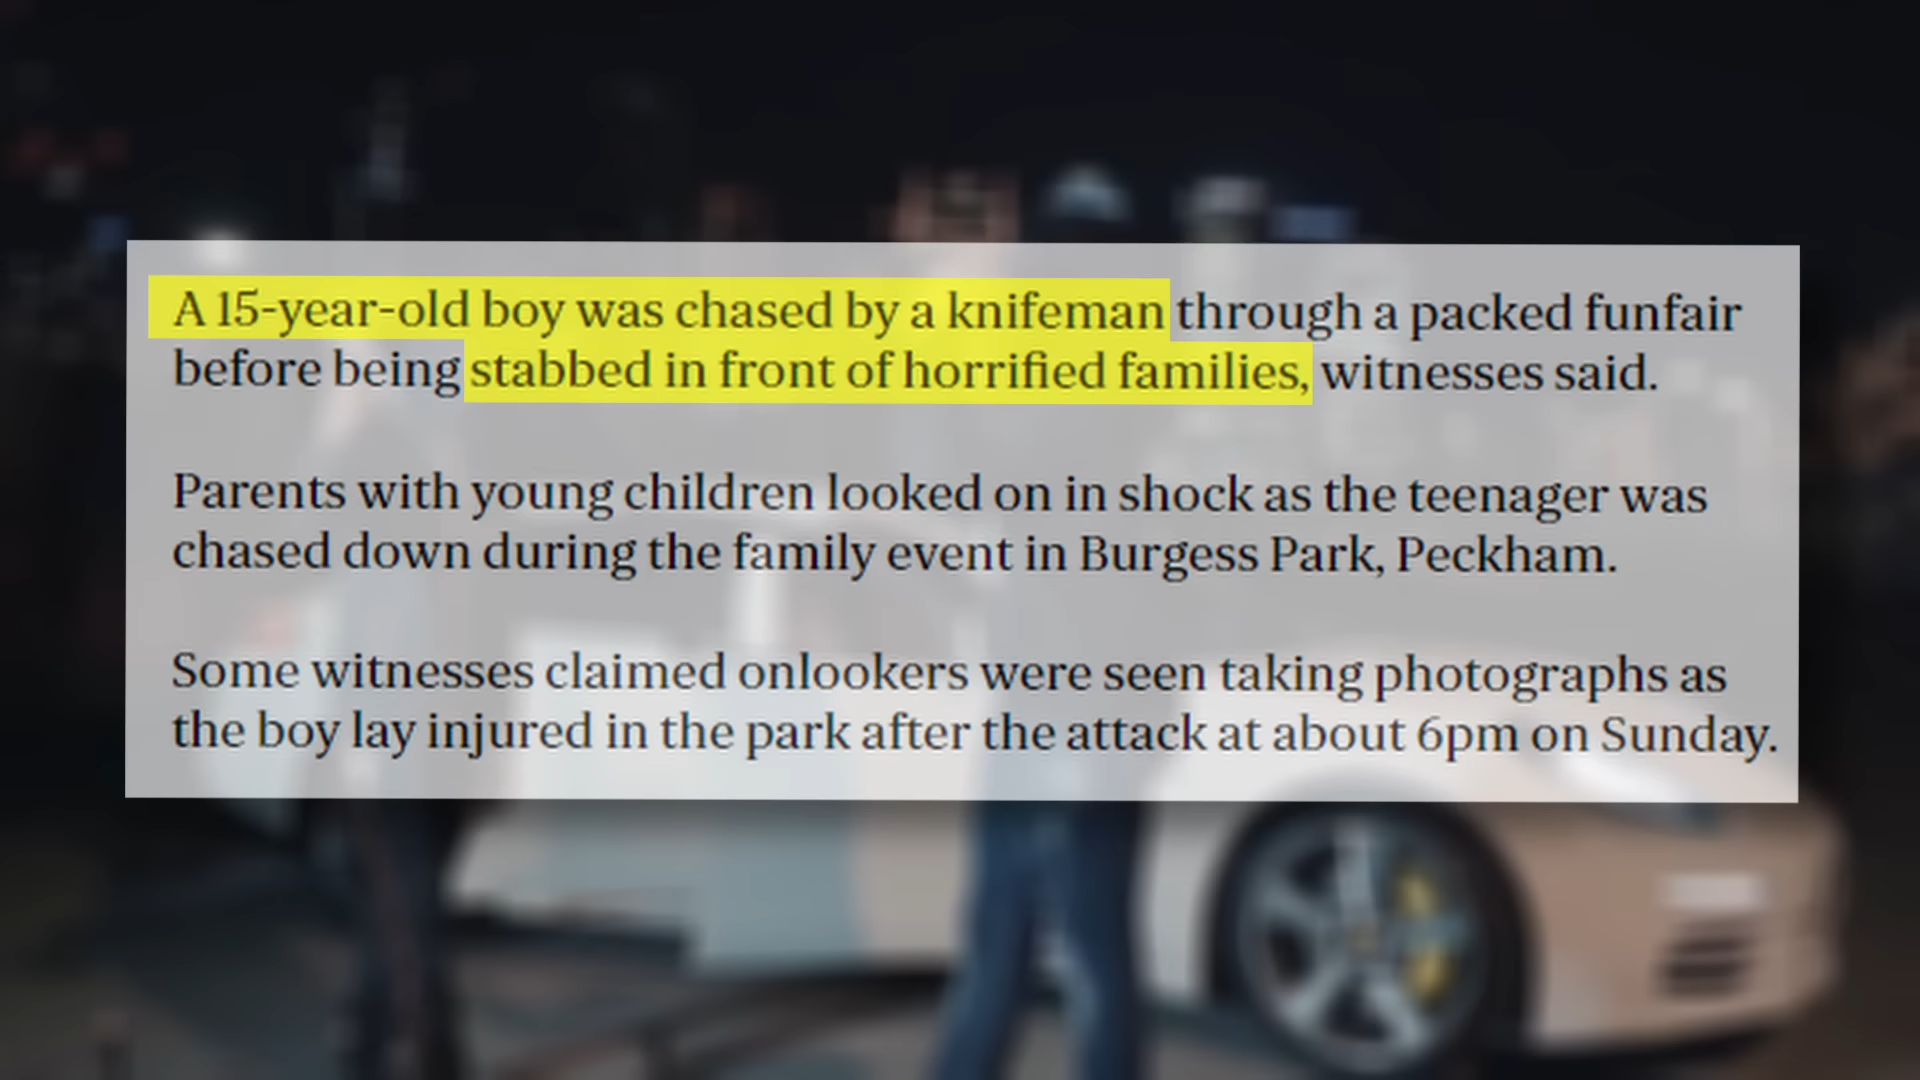 A 15-year-old boy was chased by a knifeman through a packed funfair
before being stabbed in front of horrified families, witnesses said.
Parents with young children looked on in shock as the teenager was
chased down during the family event in Burgess Park, Peckham.
Some witnesses claimed onlookers were seen taking photographs as
the boy lay injured in the park after the attack at about 6pm on Sunday.